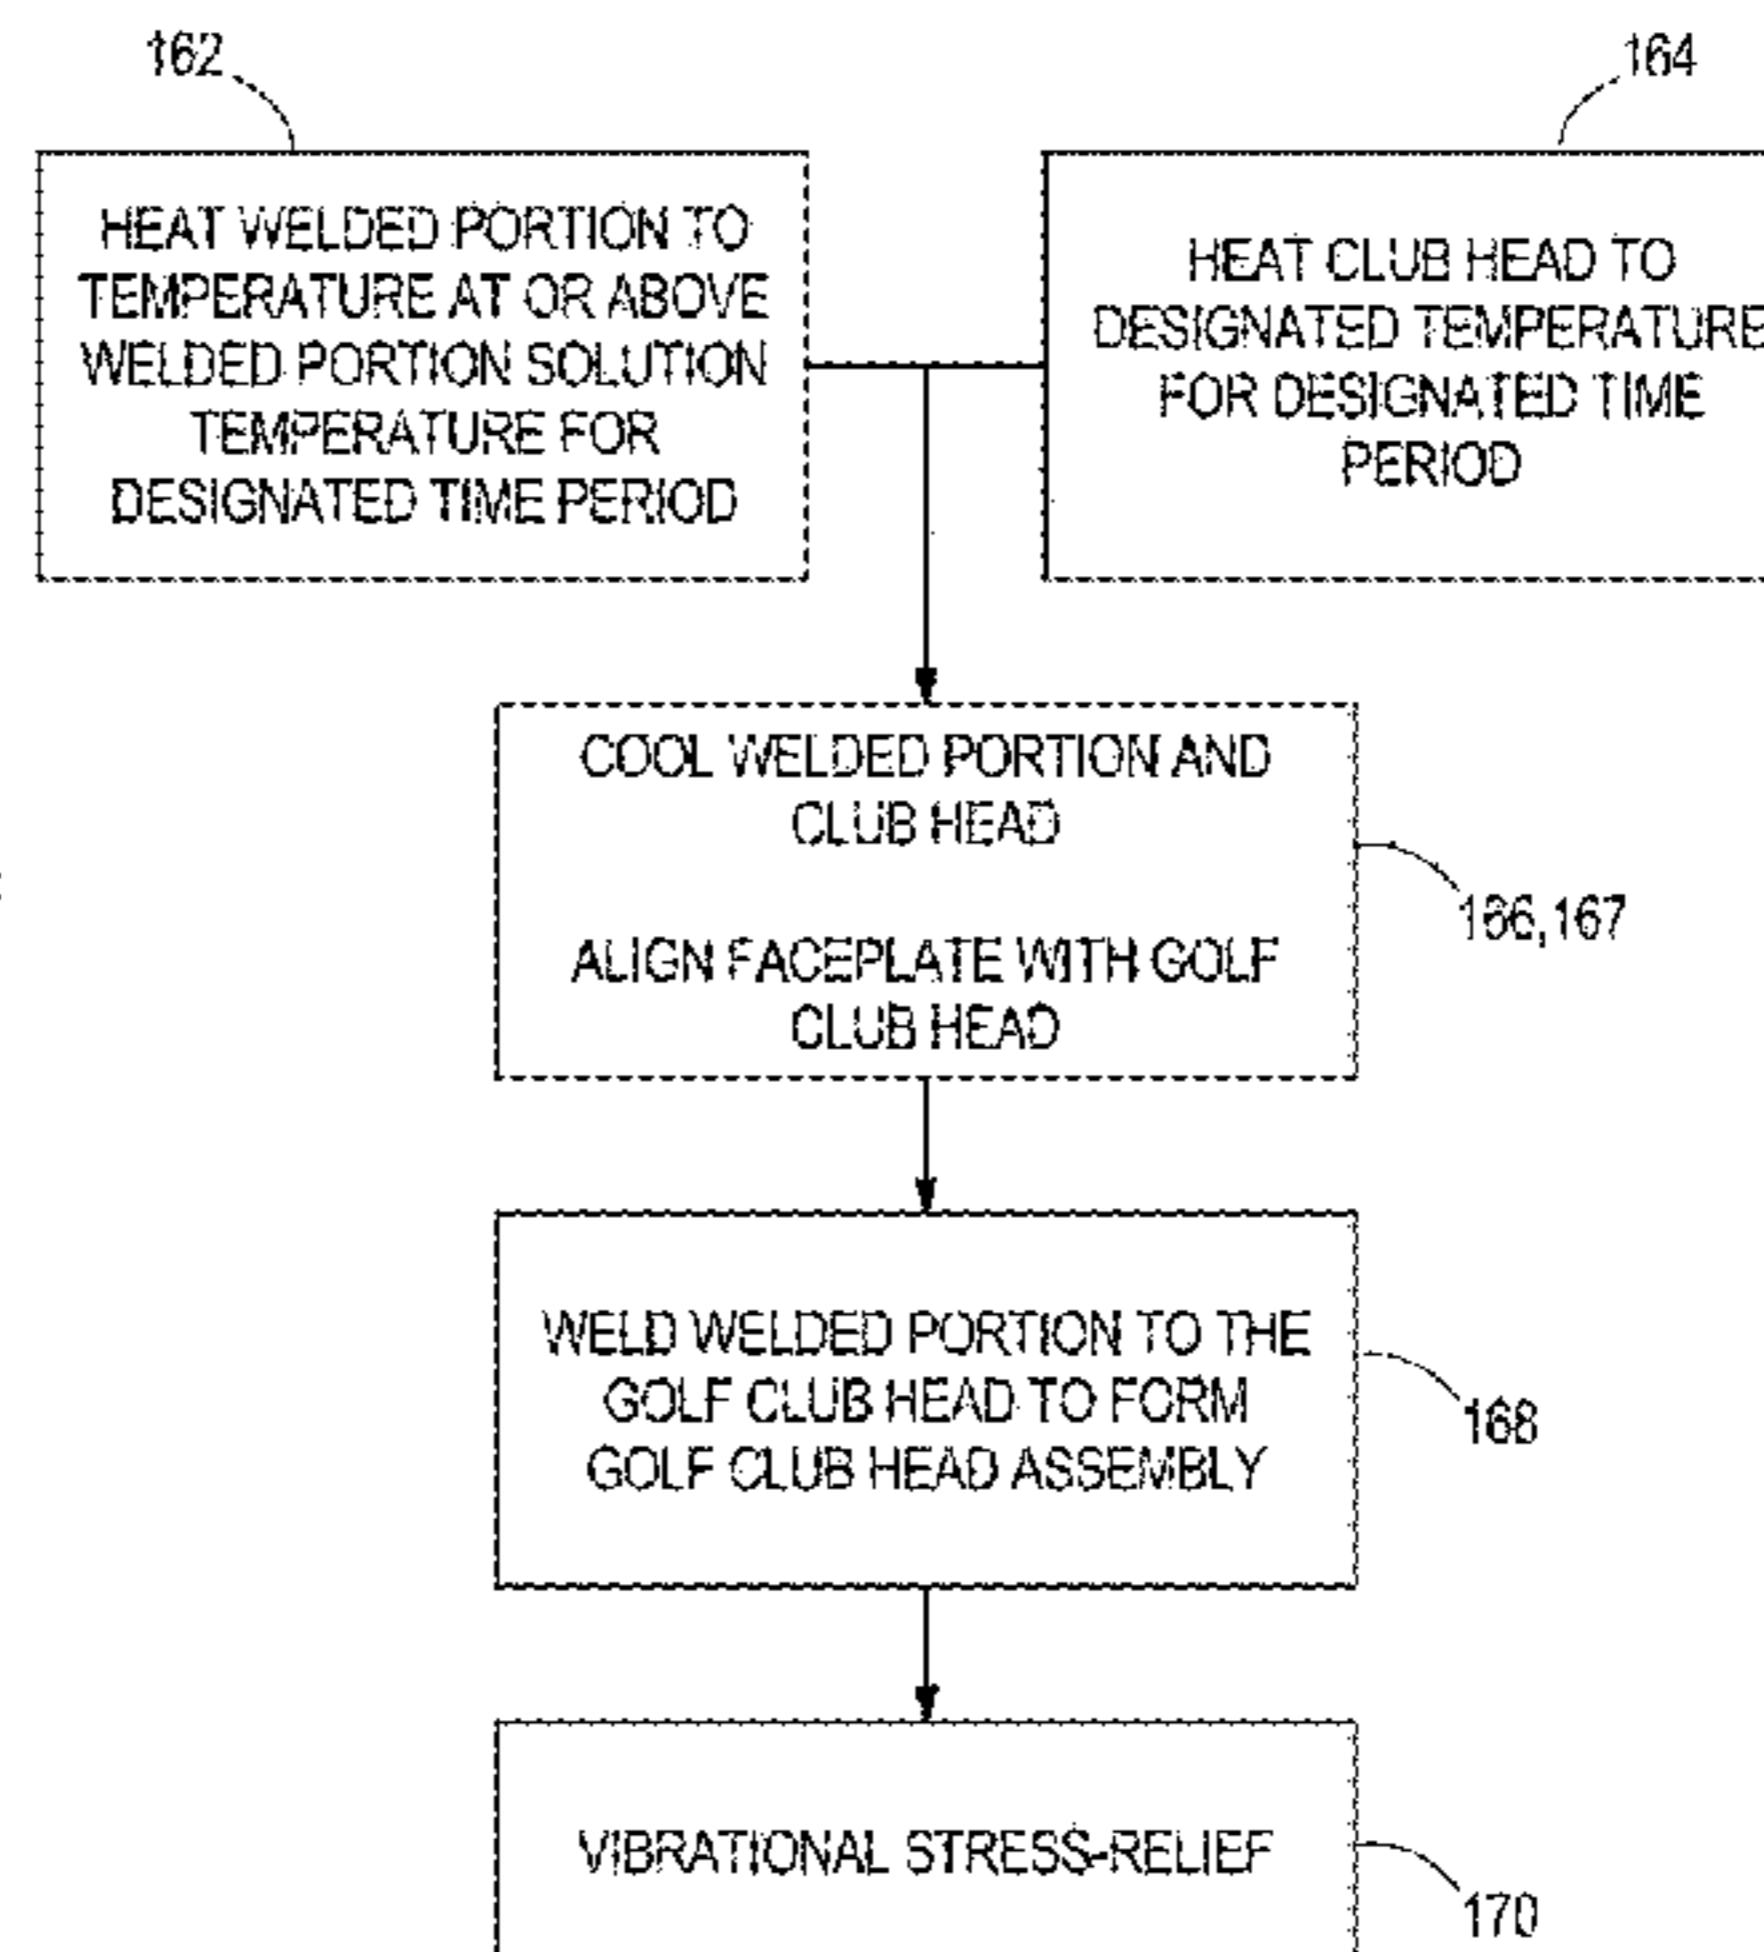 162
HEAT WELDED PORTION TO
TEMPERATURE AT OR ABOVE
WELDED PORTION SOLUTION
TEMPERATURE FOR
DESIGNATED TIME PERIOD
164
HEAT CLUB HEAD TO
DESIGNATED TEMPERATURE
FOR DESIGNATED TIME
PERIOD
COOL WELDED PORTION AND
CLUB HEAD
ALIGN FACEPLATE WITH GOLF
CLUB HEAD
166,167
WELD WELDED PORTION TO THE
GOLF CLUB HEAD TO FORM
GOLF CLUB HEAD ASSEMBLY
168
VIBRATIONAL STRESS-RELIEF
170